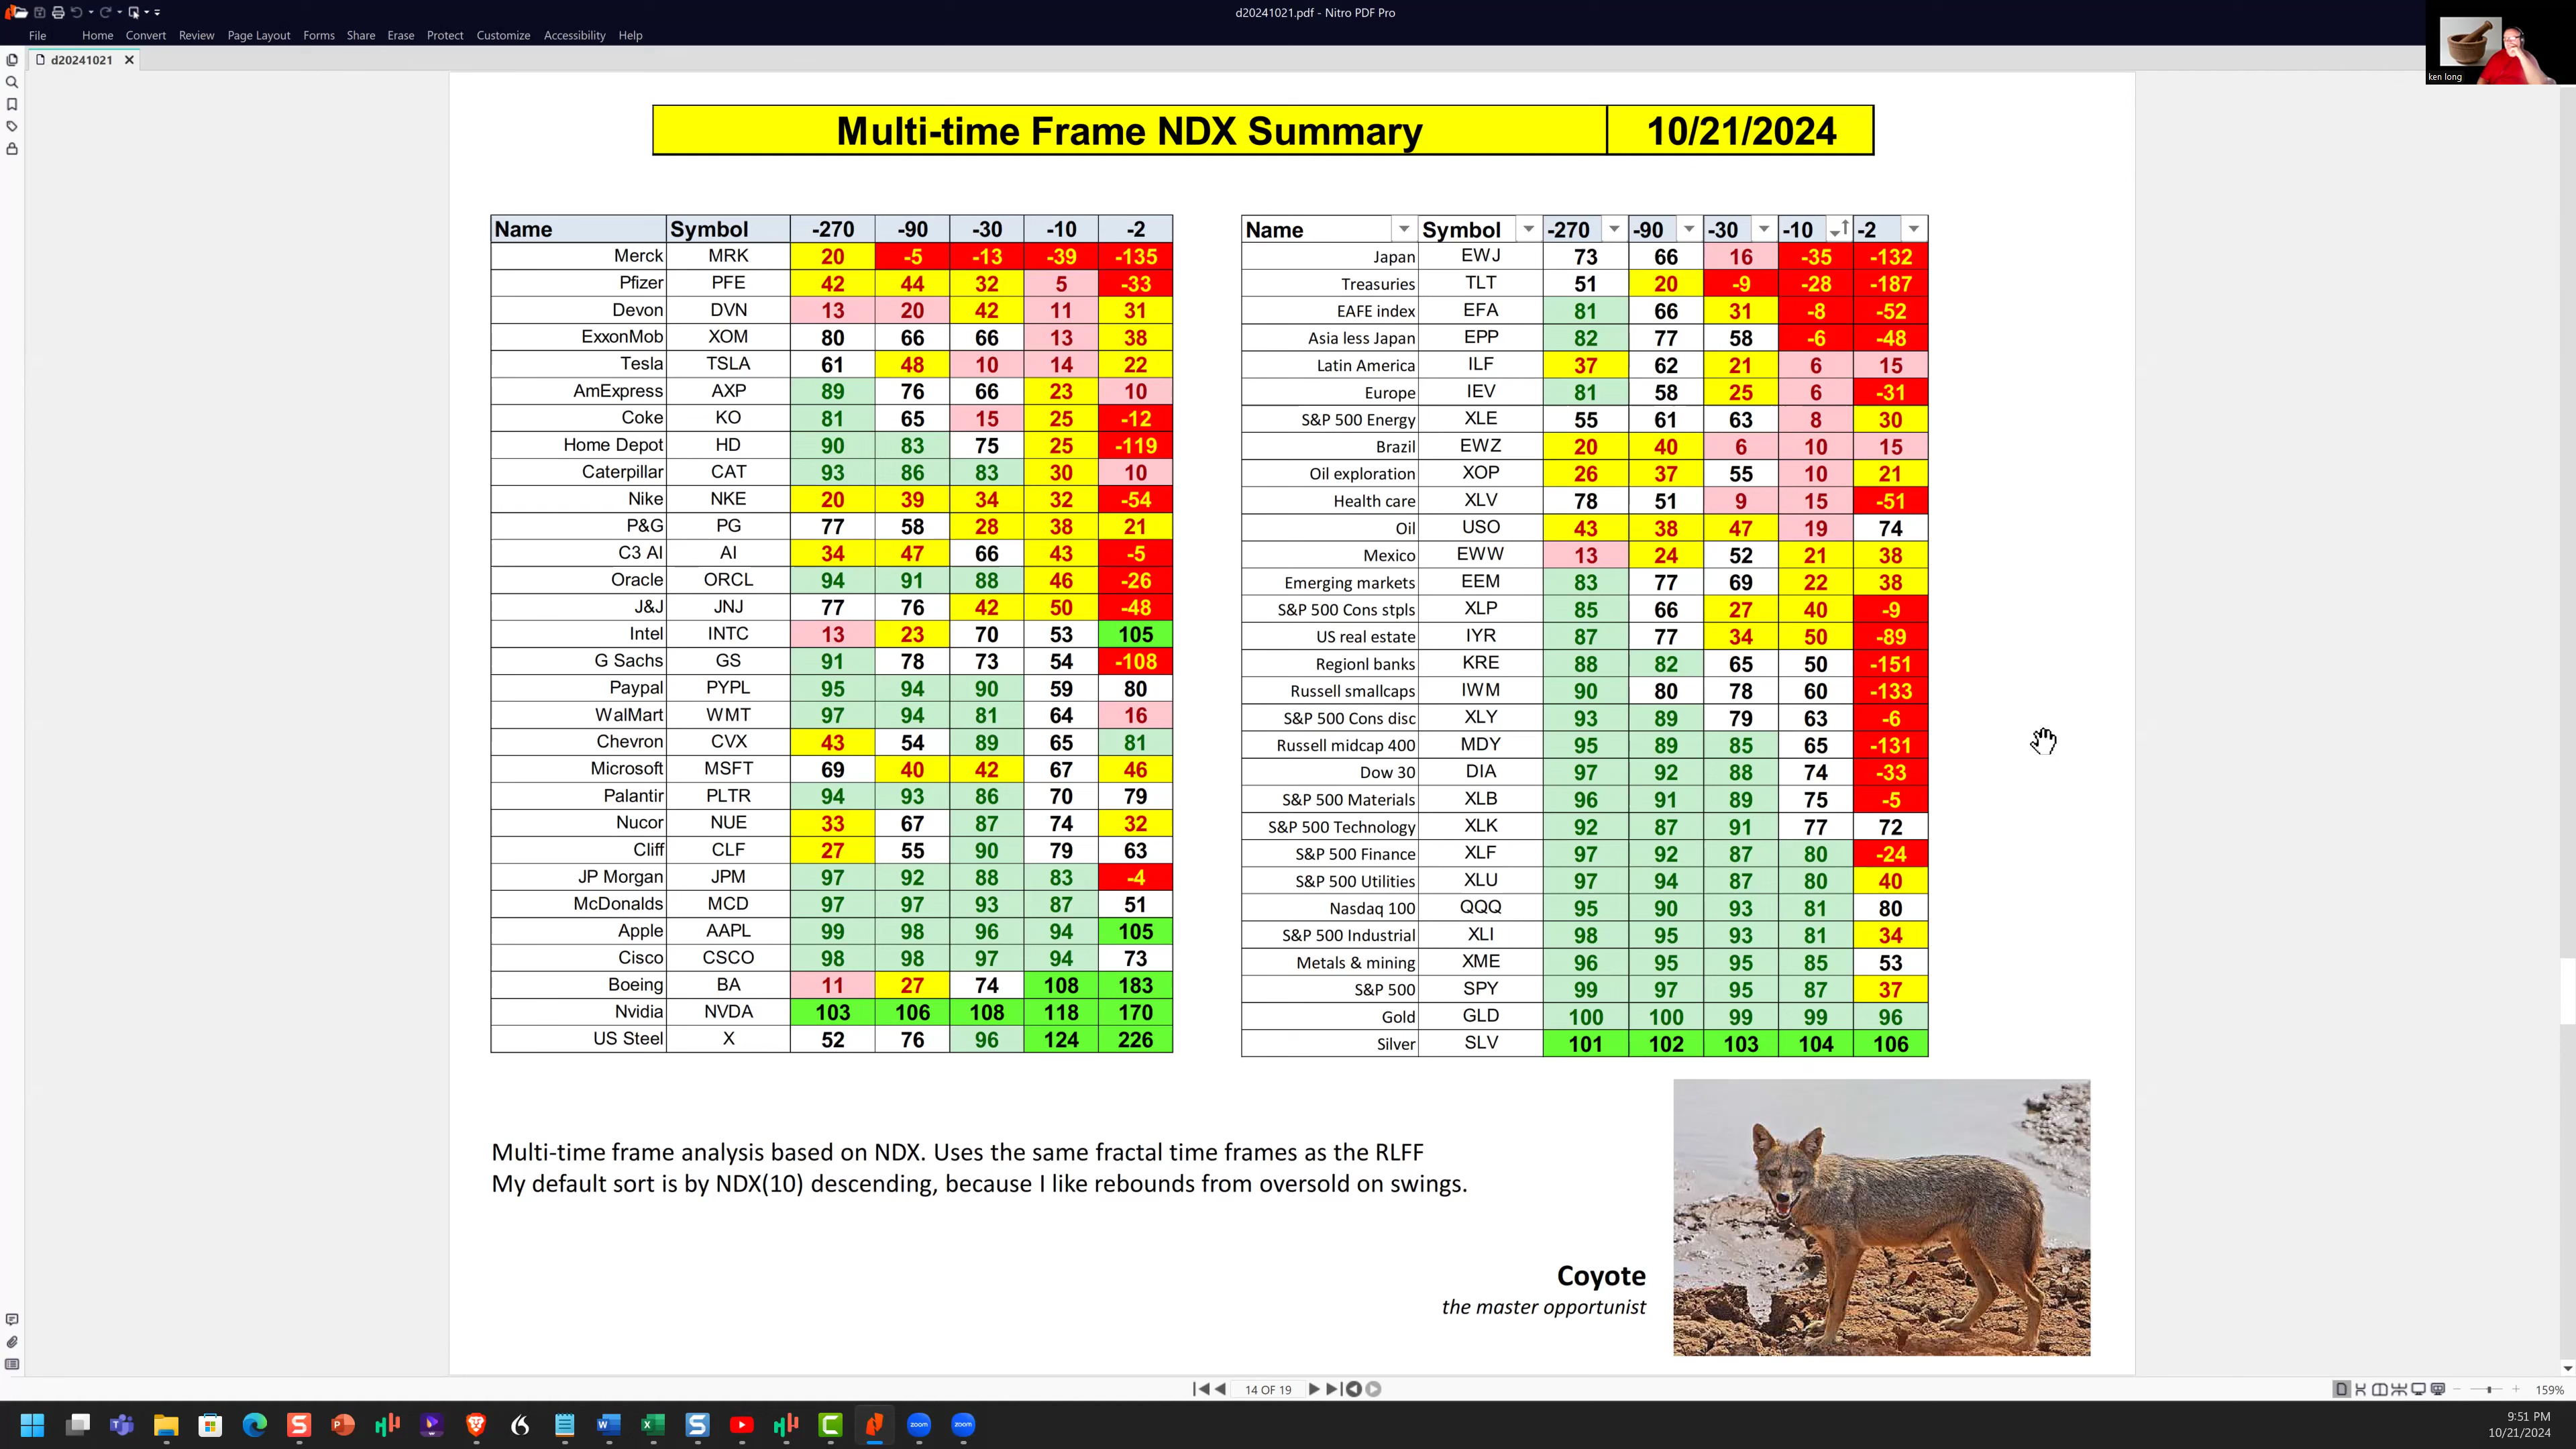 d20241021.pdf - Nitro PDF Pro
File Home Convert Review Page Layout Forms Share Erase Protect Customize Accessibility Help
ken long
d20241021
Multi-time Frame NDX Summary 10/21/2024
Name Symbol -270 -90 -30 -10 -2
Merck MRK 20 -5 -13 -39 -135
Pfizer PFE 42 44 32 5 -33
Devon DVN 13 20 42 11 31
ExxonMob XOM 80 66 66 13 38
Tesla TSLA 61 48 10 14 22
AmExpress AXP 89 76 66 23 10
Coke KO 81 65 15 25 -12
Home Depot HD 90 83 75 25 -119
Caterpillar CAT 93 86 83 30 10
Nike NKE 20 39 34 32 -54
P&G PG 77 58 28 38 21
C3 AI AI 34 47 66 43 -5
Oracle ORCL 94 91 88 46 -26
J&J JNJ 77 76 42 50 -48
Intel INTC 13 23 70 53 105
G Sachs GS 91 78 73 54 -108
Paypal PYPL 95 94 90 59 80
WalMart WMT 97 94 81 64 16
Chevron CVX 43 54 89 65 81
Microsoft MSFT 69 40 42 67 46
Palantir PLTR 94 93 86 70 79
Nucor NUE 33 67 87 74 32
Cliff CLF 27 55 90 79 63
JP Morgan JPM 97 92 88 83 -4
McDonalds MCD 97 97 93 87 51
Apple AAPL 99 98 96 94 105
Cisco CSCO 98 98 97 94 73
Boeing BA 11 27 74 108 183
Nvidia NVDA 103 106 108 118 170
US Steel X 52 76 96 124 226
Name Symbol -270 -90 -30 -10 -2
Japan EWJ 73 66 16 -35 -132
Treasuries TLT 51 20 -9 -28 -187
EAFE index EFA 81 66 31 -8 -52
Asia less Japan EPP 82 77 58 -6 -48
Latin America ILF 37 62 21 6 15
Europe IEV 81 58 25 6 -31
S&P 500 Energy XLE 55 61 63 8 30
Brazil EWZ 20 40 6 10 15
Oil exploration XOP 26 37 55 10 21
Health care XLV 78 51 9 15 -51
Oil USO 43 38 47 19 74
Mexico EWW 13 24 52 21 38
Emerging markets EEM 83 77 69 22 38
S&P 500 Cons stpls XLP 85 66 27 40 -9
US real estate IYR 87 77 34 50 -89
Regionl banks KRE 88 82 65 50 -151
Russell smallcaps IWM 90 80 78 60 -133
S&P 500 Cons disc XLY 93 89 79 63 -6
Russell midcap 400 MDY 95 89 85 65 -131
Dow 30 DIA 97 92 88 74 -33
S&P 500 Materials XLB 96 91 89 75 -5
S&P 500 Technology XLK 92 87 91 77 72
S&P 500 Finance XLF 97 92 87 80 -24
S&P 500 Utilities XLU 97 94 87 80 40
Nasdaq 100 QQQ 95 90 93 81 80
S&P 500 Industrial XLI 98 95 93 81 34
Metals & mining XME 96 95 95 85 53
S&P 500 SPY 99 97 95 87 37
Gold GLD 100 100 99 99 96
Silver SLV 101 102 103 104 106
Multi-time frame analysis based on NDX. Uses the same fractal time frames as the RLFF
My default sort is by NDX(10) descending, because I like rebounds from oversold on swings.
Coyote
the master opportunist
14 OF 19
159%
zoom zoom
9:51 PM
10/21/2024